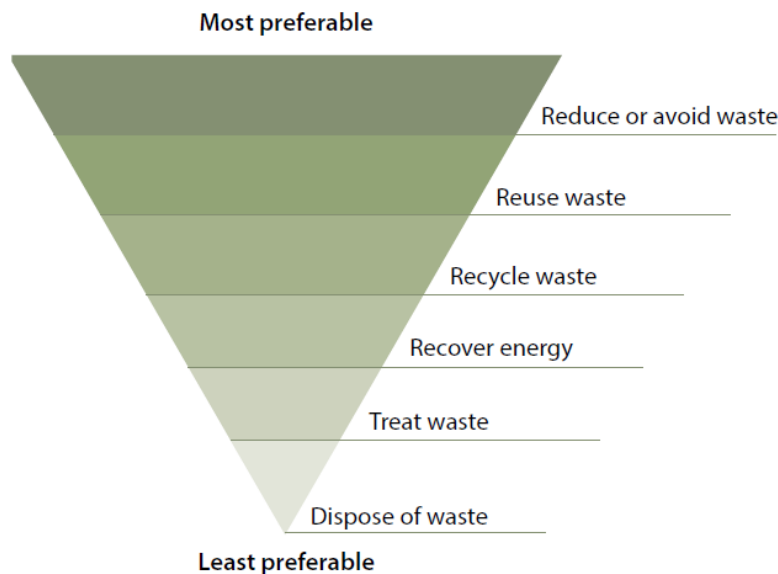 Most preferable
Reduce or avoid waste
Reuse waste
Recycle waste
Recover energy
Treat waste
Dispose of waste
Least preferable